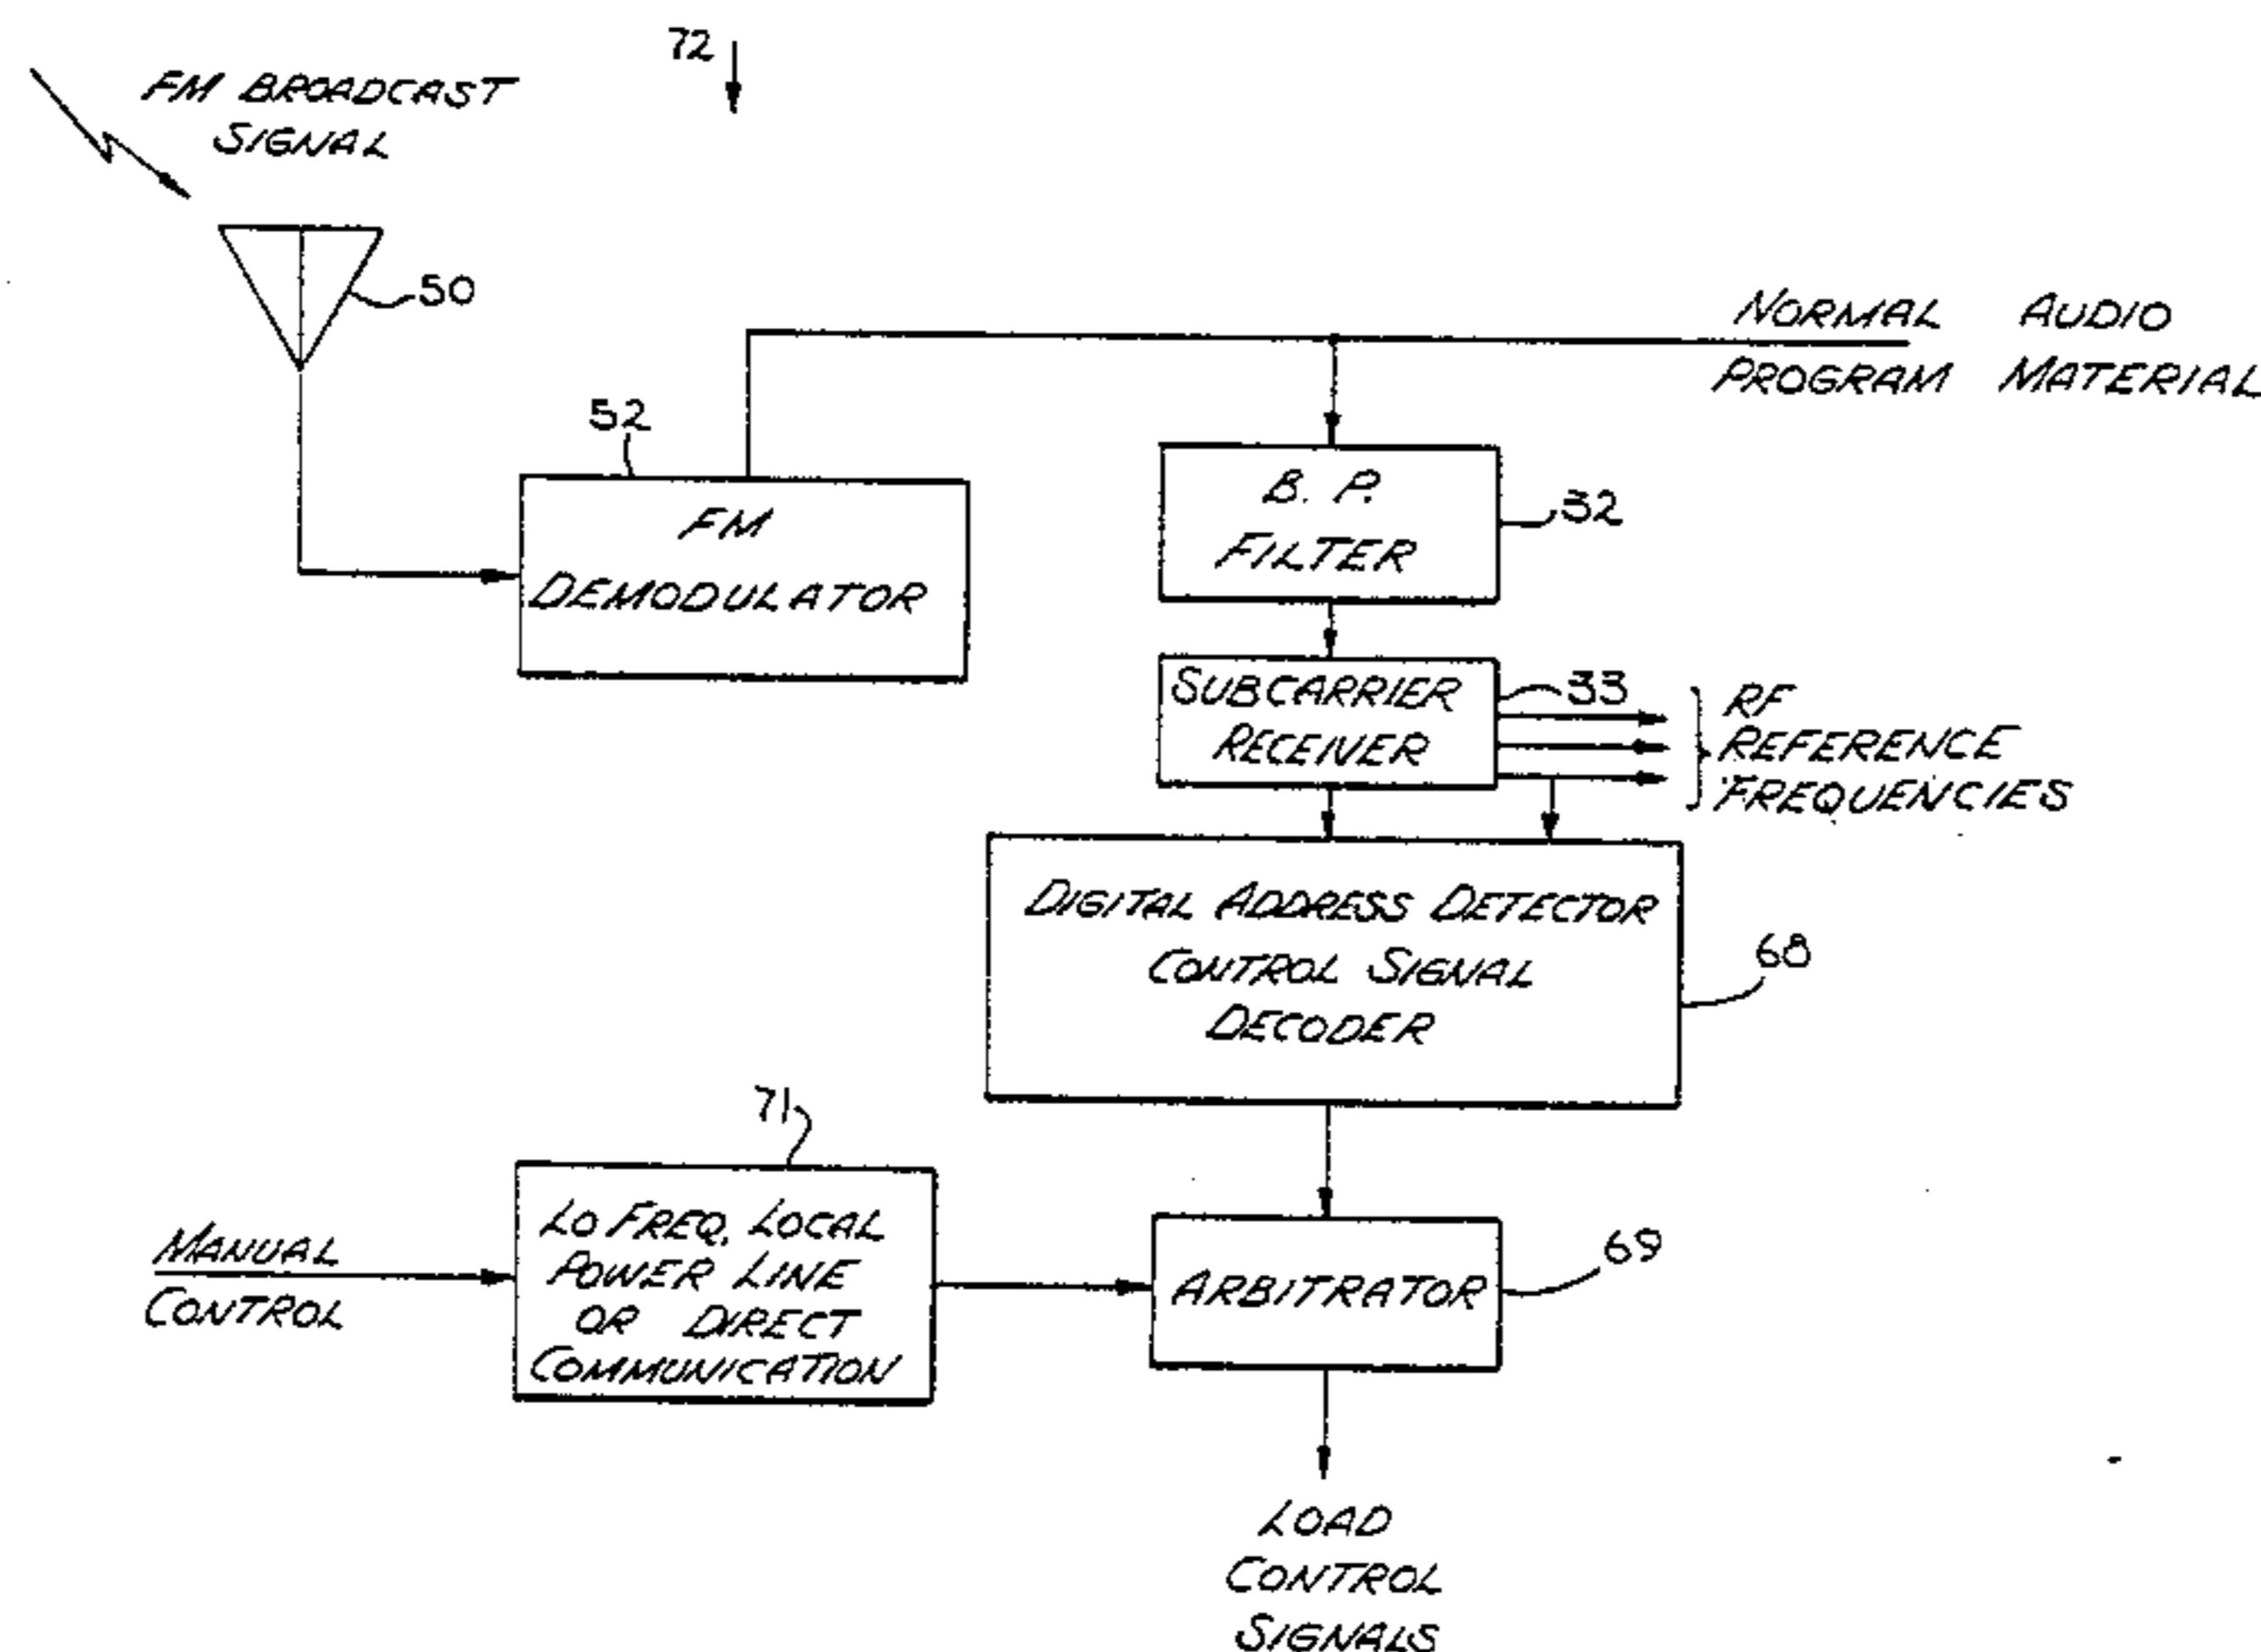 72
FM BROADCAST
SIGNAL
50
NORMAL AUDIO
PROGRAM MATERIAL
52
FM
DEMODULATOR
B. P.
FILTER
32
SUBCARRIER
RECEIVER
33
RF
REFERENCE
FREQUENCIES
DIGITAL ADDRESS DETECTOR
CONTROL SIGNAL
DECODER
68
71
LO FREQ. LOCAL
POWER LINE
OR DIRECT
COMMUNICATION
MANUAL
CONTROL
ARBITRATOR
69
LOAD
CONTROL
SIGNALS